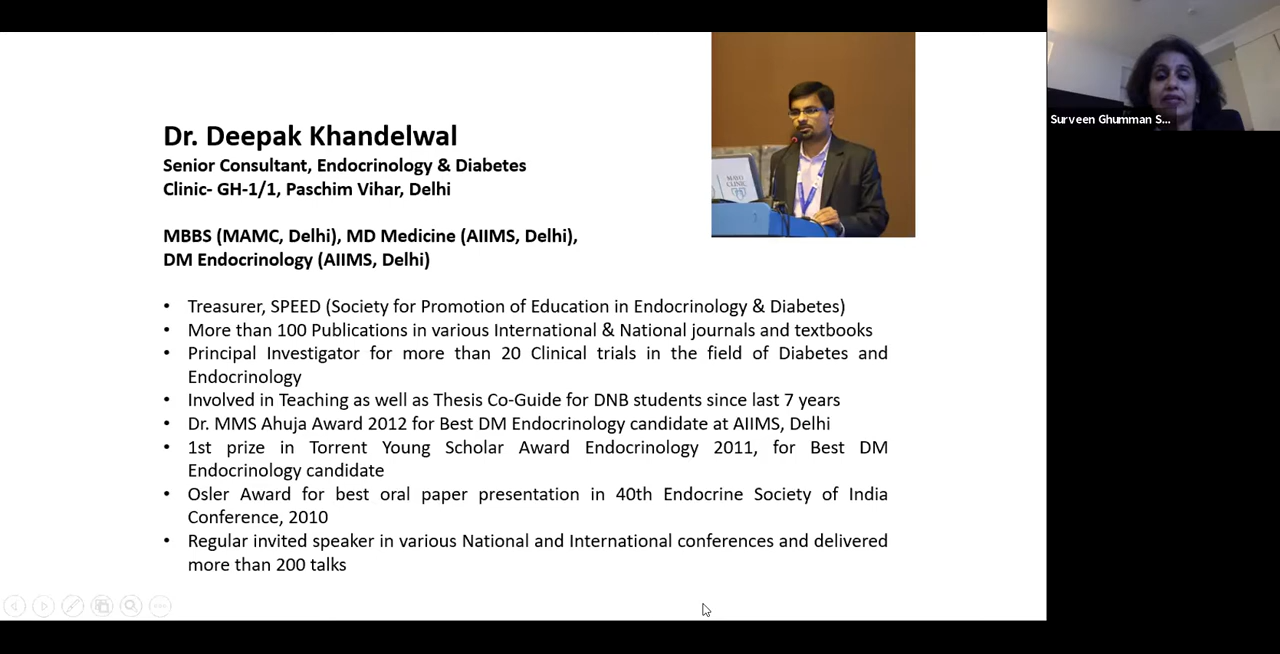 Dr. Deepak Khandelwal
Senior Consultant, Endocrinology & Diabetes
Clinic- GH-1/1, Paschim Vihar, Delhi
MBBS (MAMC, Delhi), MD Medicine (AIIMS, Delhi),
DM Endocrinology (AIIMS, Delhi)
• Treasurer, SPEED (Society for Promotion of Education in Endocrinology & Diabetes)
• More than 100 Publications in various International & National journals and textbooks
• Principal Investigator for more than 20 Clinical trials in the field of Diabetes and
Endocrinology
• Involved in Teaching as well as Thesis Co-Guide for DNB students since last 7 years
• Dr. MMS Ahuja Award 2012 for Best DM Endocrinology candidate at AIIMS, Delhi
• 1st prize in Torrent Young Scholar Award Endocrinology 2011, for Best DM
Endocrinology candidate
• Osler Award for best oral paper presentation in 40th Endocrine Society of India
Conference, 2010
• Regular invited speaker in various National and International conferences and delivered
more than 200 talks
MAYO
CLINIC
Surveen Ghumman S...